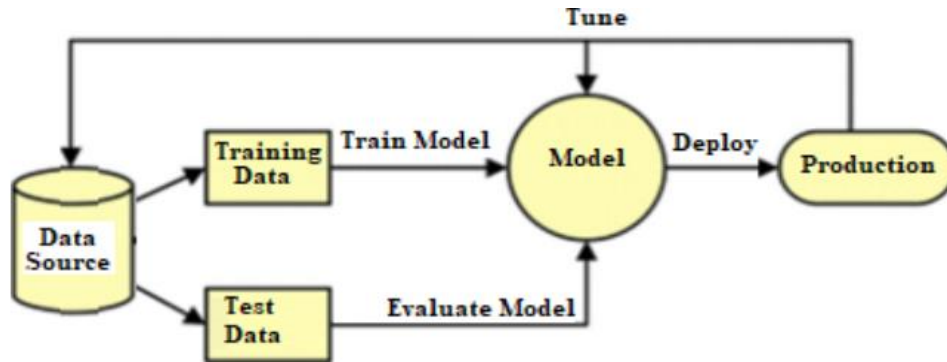 Tune
Training
Data
Train Model
Model
Deploy
Production
Data
Source
Test
Data
Evaluate Model